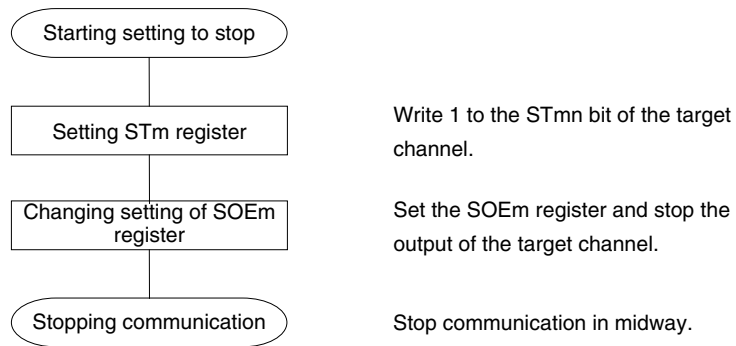 Starting setting to stop
Setting STm register
Write 1 to the STmn bit of the target
channel.
Changing setting of SOEm
register
Set the SOEm register and stop the
output of the target channel.
Stopping communication
Stop communication in midway.